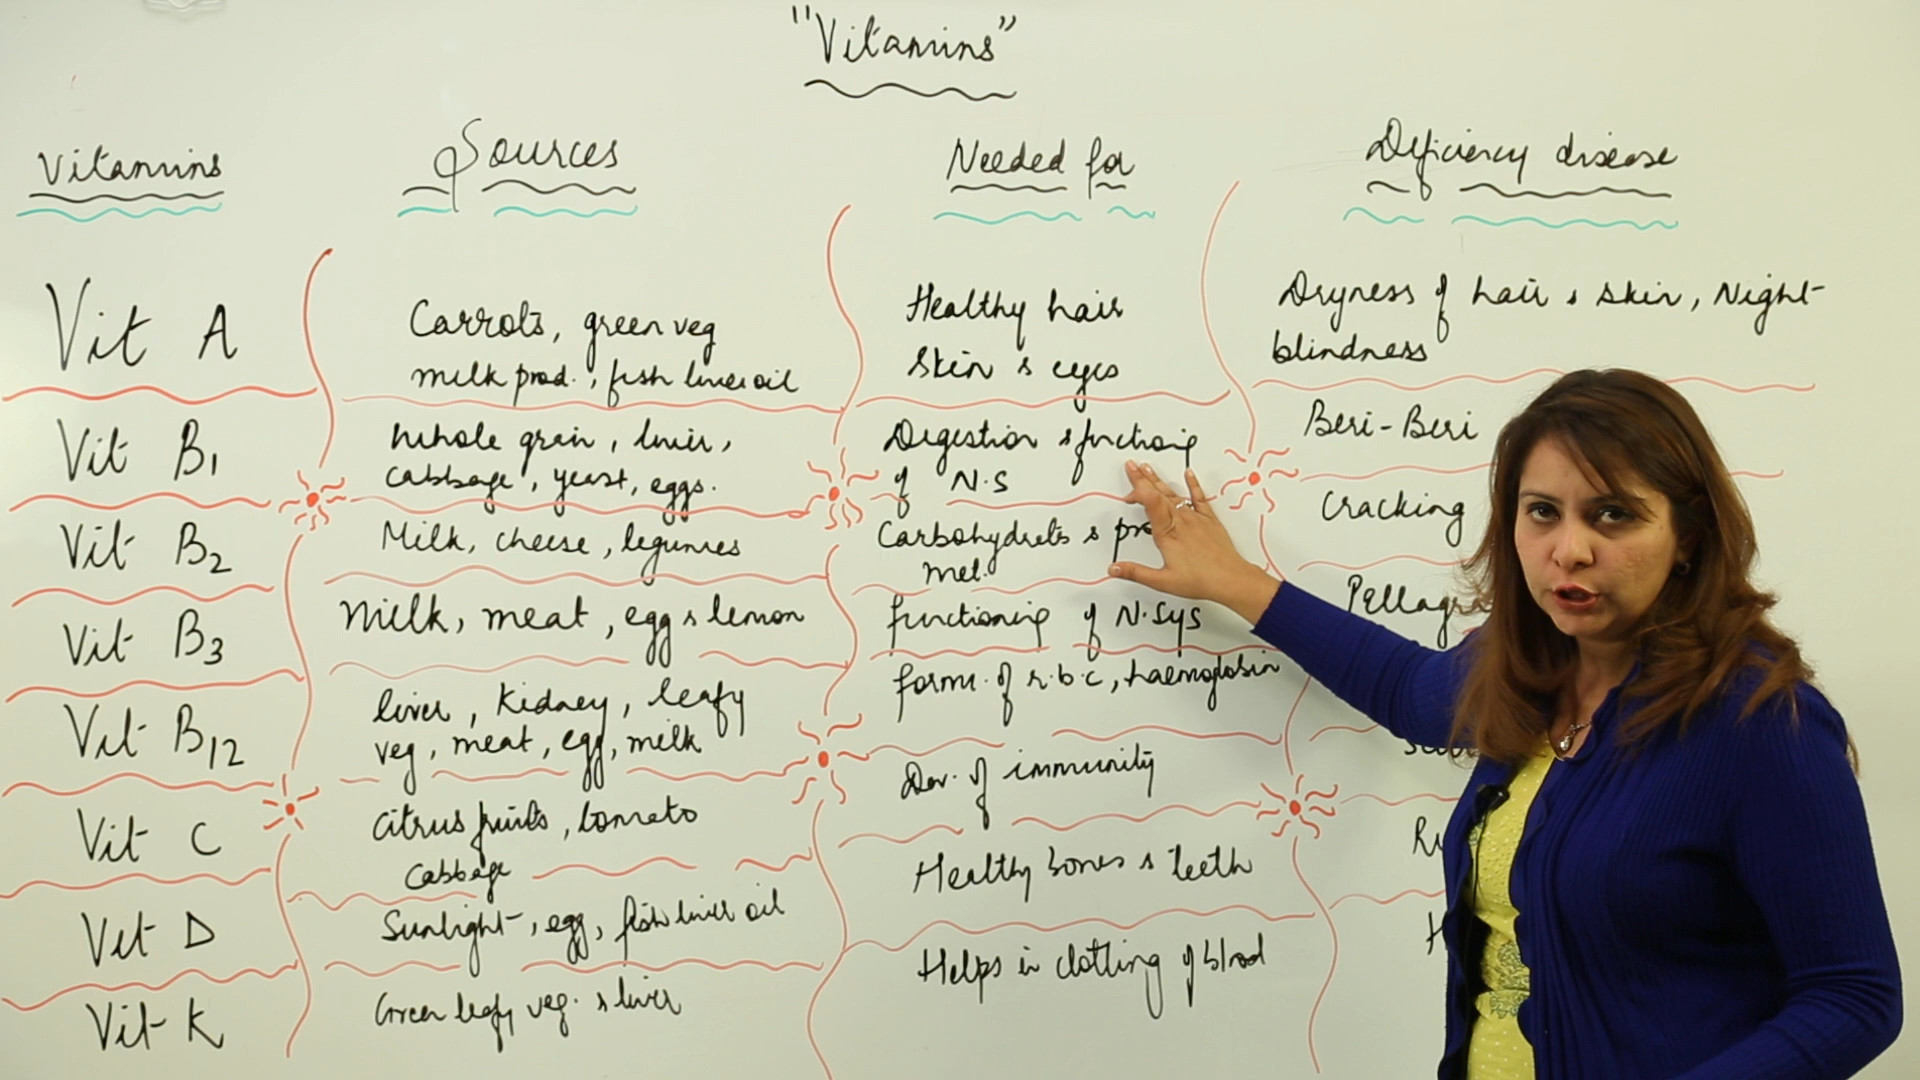 "Vitamins"
Vitamins Sources Needed for Deficiency disease
Vit A
Carrots, green veg
milk prod., fish liver oil
Healthy hair
skin & eyes
Dryness of hair & skin, Night
blindness
Vit B1
Whole grain, liver,
cabbage, yeast, eggs.
Digestion & functioning
of N.S
Beri-Beri
Vit B2
Milk, cheese, legumes
Carbohydrets &
met.
Cracking
Vit B3
Milk, meat, egg & lemon
functioning of N.Sys
Pellagra
Vit B12
liver, kidney, leafy
veg, meat, egg, milk
form. of r.b.c, haemoglobin
Vit C
citrus fruits, tomato
cabbage
Dev. of immunity
Vit D
Sunlight, egg, fish liver oil
Healthy bones & teeth
Vit K
Green leafy veg. & liver
Helps in clotting of blood